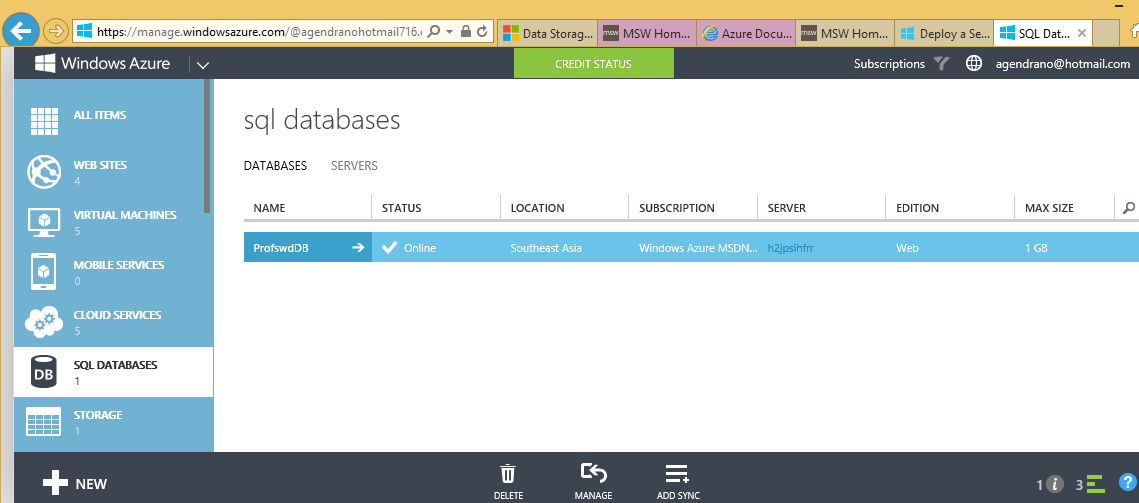 https://manage.windowsazure.com/@agendranohotmail716.
Data Storag...
MSW Hom...
Azure Docu...
MSW Hom...
Deploy a Se...
SQL Dat...
Windows Azure
CREDIT STATUS
Subscriptions
agendrano@hotmail.com
ALL ITEMS
WEB SITES
4
VIRTUAL MACHINES
5
MOBILE SERVICES
0
CLOUD SERVICES
5
DB
SQL DATABASES
1
STORAGE
1
sql databases
DATABASES SERVERS
NAME STATUS LOCATION SUBSCRIPTION SERVER EDITION MAX SIZE
ProfswdDB Online Southeast Asia Windows Azure MSDN... h2jpsihfrr Web 1 GB
NEW
DELETE
MANAGE
ADD SYNC
1 i 3 ?